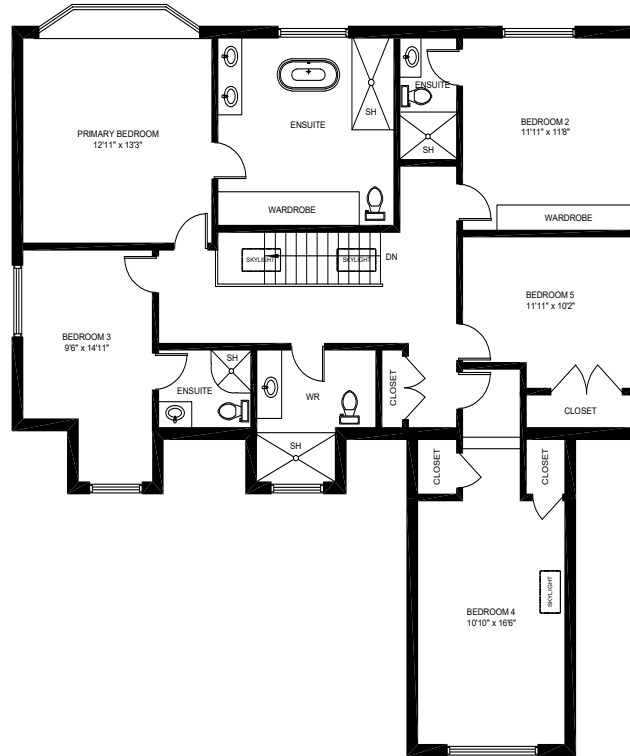 PRIMARY BEDROOM
12'11" x 13'3"
ENSUITE
SH
WARDROBE
ENSUITE
SH
BEDROOM 2
11'11" x 11'8"
WARDROBE
SKYLIGHT
SKYLIGHT
DN
BEDROOM 3
9'6" x 14'11"
ENSUITE
SH
WR
SH
CLOSET
BEDROOM 5
11'11" x 10'2"
CLOSET
CLOSET
CLOSET
BEDROOM 4
10'10" x 16'6"
SKYLIGHT